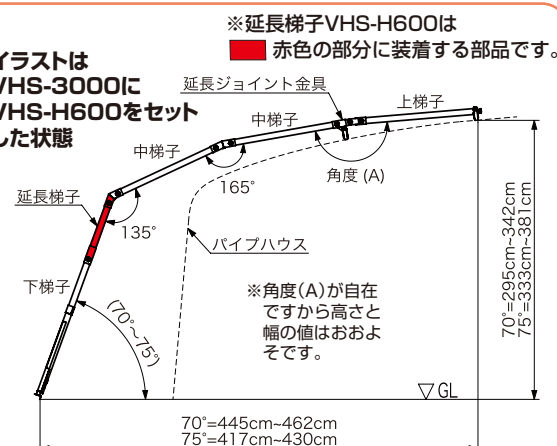 ※延長梯子VHS-H600は
赤色の部分に装着する部品です。
イラストは
VHS-3000に
VHS-H600をセット
した状態
延長ジョイント金具
上梯子
中梯子
中梯子
角度 (A)
165°
延長梯子
135°
パイプハウス
下梯子
(70°~75°)
※角度(A)が自在
ですから高さと
幅の値はおおよ
そです。
70°=295cm~342cm
75°=333cm~381cm
▽GL
70°=445cm~462cm
75°=417cm~430cm